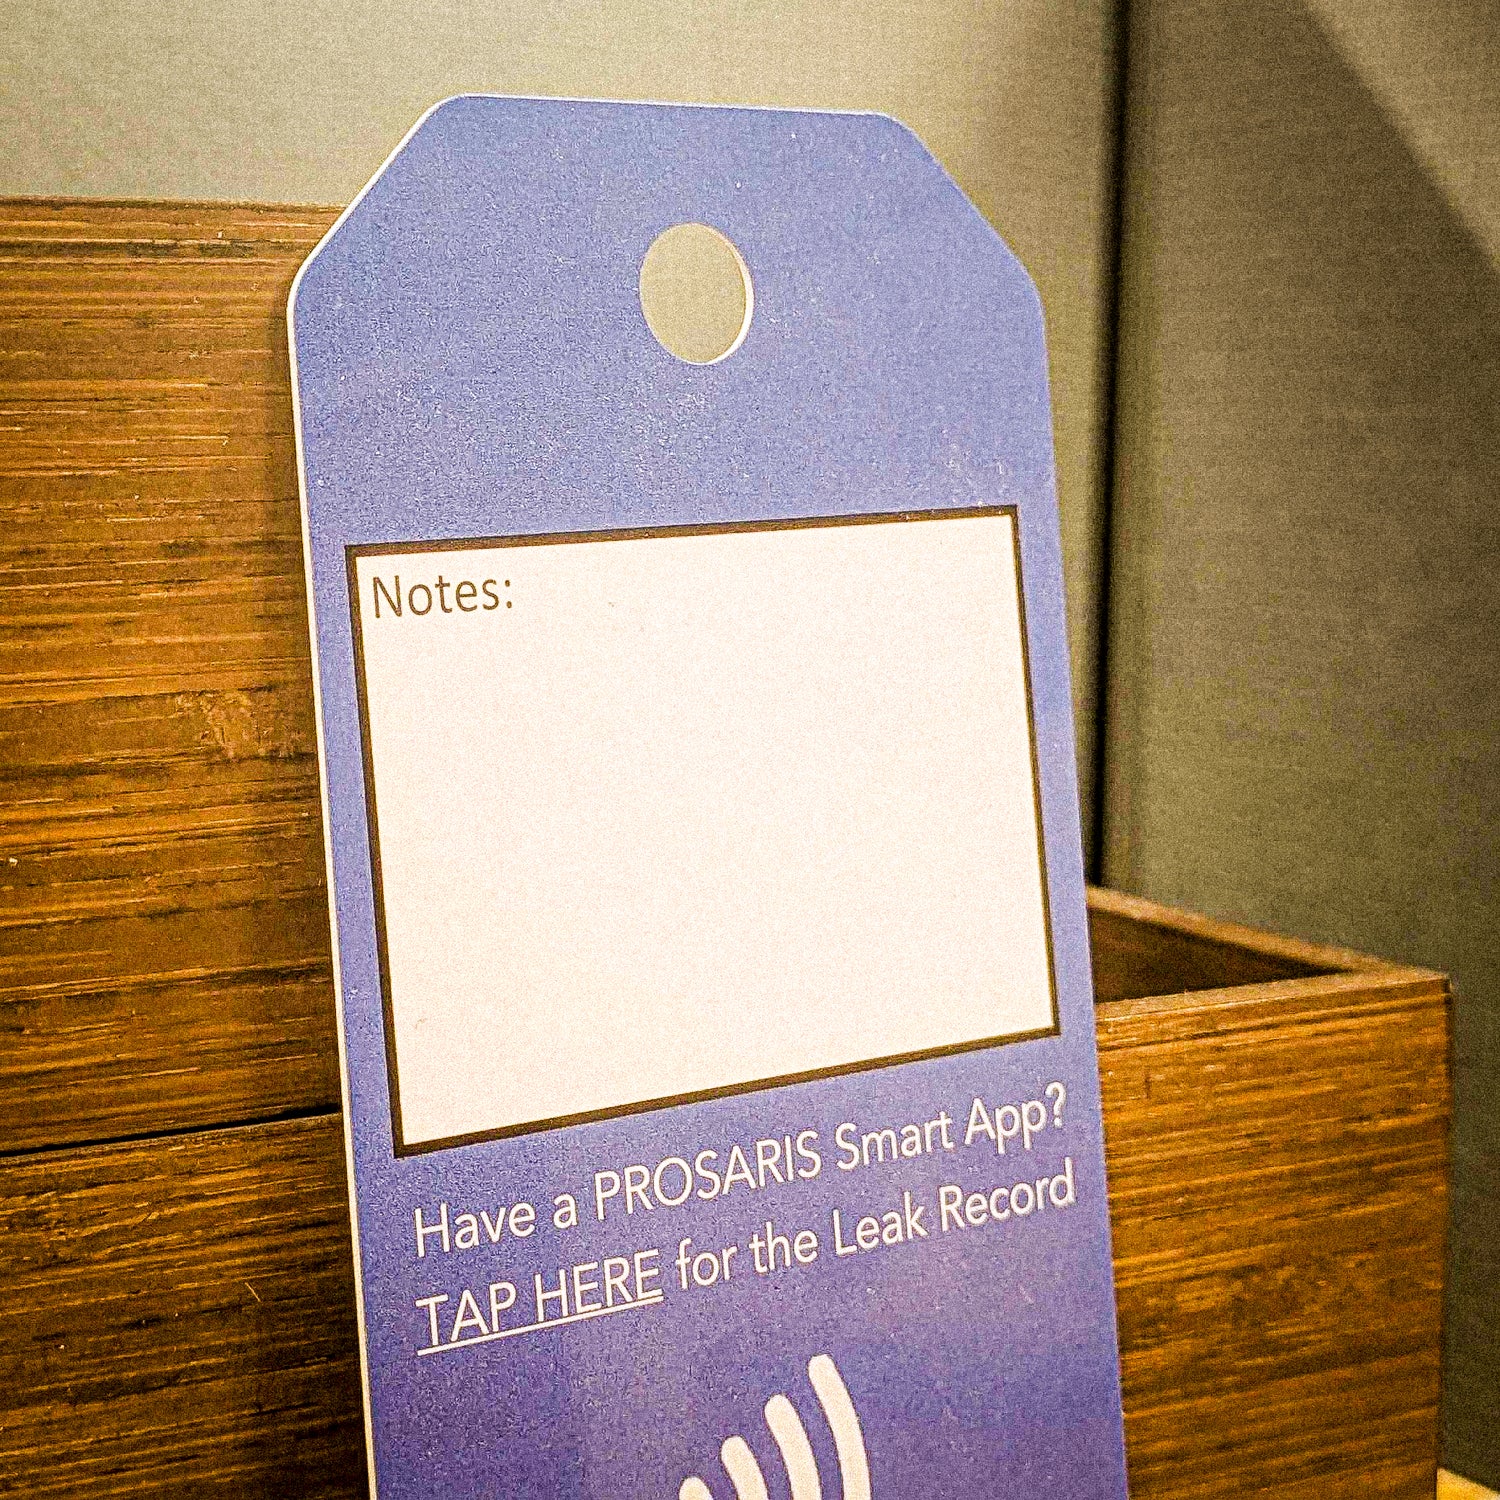 Notes:
Have a PROSARIS Smart App?
TAP HERE for the Leak Record